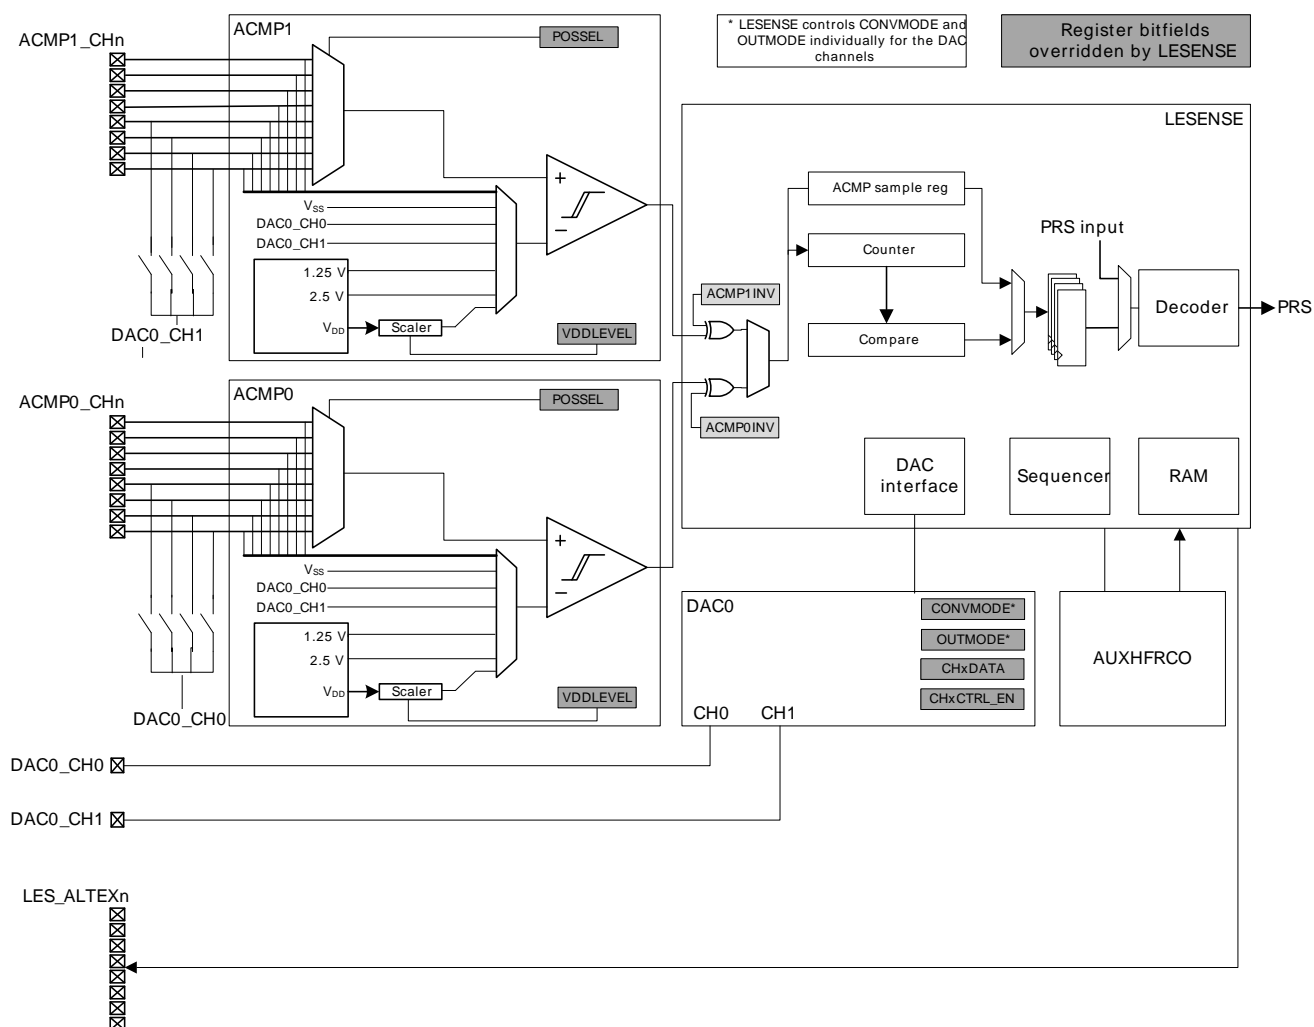 ACMP1_CHn
ACMP1
POSSEL
* LESENSE controls CONVMODE and
OUTMODE individually for the DAC
channels
Register bitfields
overridden by LESENSE
LESENSE
+
VSS
DAC0_CH0
DAC0_CH1
–
1.25 V
2.5 V
VDD
Scaler
VDDLEVEL
DAC0_CH1
ACMP sample reg
PRS input
Counter
ACMP1INV
Decoder
PRS
Compare
ACMP0_CHn
ACMP0
POSSEL
ACMP0INV
DAC
interface
Sequencer
RAM
+
VSS
DAC0_CH0
DAC0_CH1
–
1.25 V
2.5 V
VDD
Scaler
VDDLEVEL
DAC0_CH0
DAC0
CONVMODE*
OUTMODE*
CHxDATA
CHxCTRL_EN
CH0
CH1
AUXHFRCO
DAC0_CH0
DAC0_CH1
LES_ALTEXn